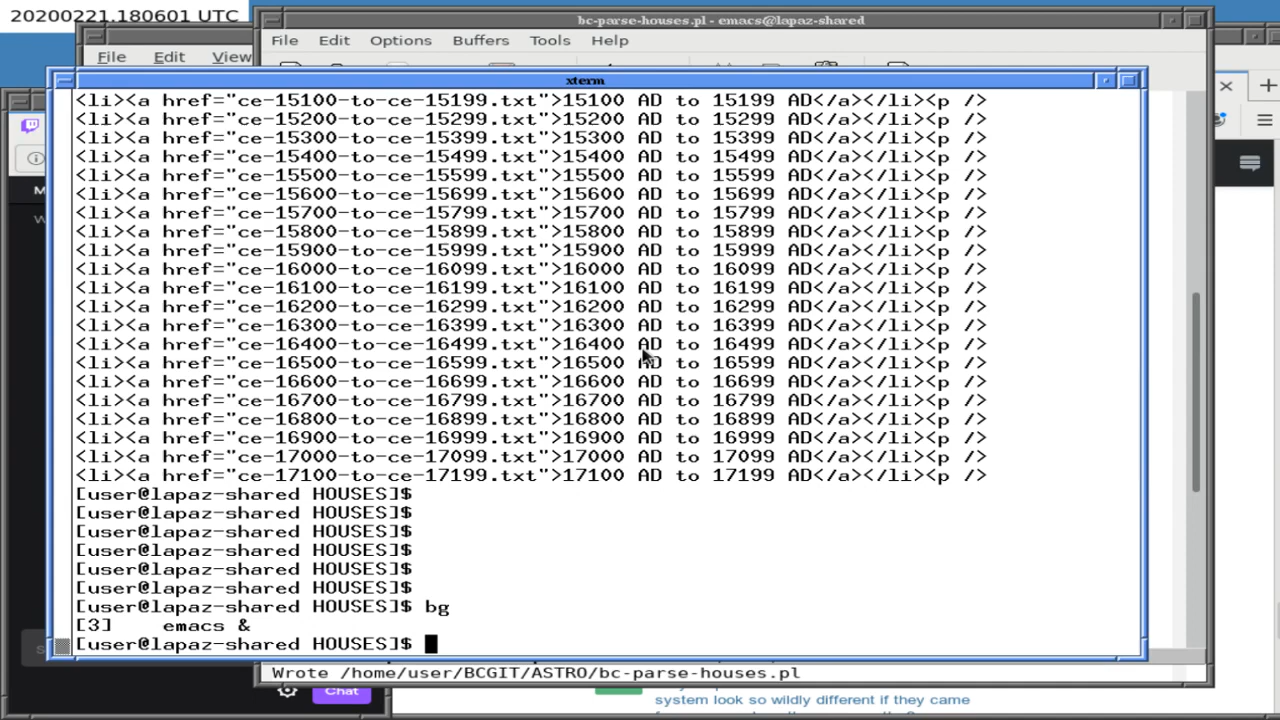 20200221.180601 UTC
bc-parse-houses.pl - emacs@lapaz-shared
File Edit Options Buffers Tools Help
File Edit View
xterm
<li><a href="ce-15100-to-ce-15199.txt">15100 AD to 15199 AD</a></li><p />
<li><a href="ce-15200-to-ce-15299.txt">15200 AD to 15299 AD</a></li><p />
<li><a href="ce-15300-to-ce-15399.txt">15300 AD to 15399 AD</a></li><p />
<li><a href="ce-15400-to-ce-15499.txt">15400 AD to 15499 AD</a></li><p />
<li><a href="ce-15500-to-ce-15599.txt">15500 AD to 15599 AD</a></li><p />
<li><a href="ce-15600-to-ce-15699.txt">15600 AD to 15699 AD</a></li><p />
<li><a href="ce-15700-to-ce-15799.txt">15700 AD to 15799 AD</a></li><p />
<li><a href="ce-15800-to-ce-15899.txt">15800 AD to 15899 AD</a></li><p />
<li><a href="ce-15900-to-ce-15999.txt">15900 AD to 15999 AD</a></li><p />
<li><a href="ce-16000-to-ce-16099.txt">16000 AD to 16099 AD</a></li><p />
<li><a href="ce-16100-to-ce-16199.txt">16100 AD to 16199 AD</a></li><p />
<li><a href="ce-16200-to-ce-16299.txt">16200 AD to 16299 AD</a></li><p />
<li><a href="ce-16300-to-ce-16399.txt">16300 AD to 16399 AD</a></li><p />
<li><a href="ce-16400-to-ce-16499.txt">16400 AD to 16499 AD</a></li><p />
<li><a href="ce-16500-to-ce-16599.txt">16500 AD to 16599 AD</a></li><p />
<li><a href="ce-16600-to-ce-16699.txt">16600 AD to 16699 AD</a></li><p />
<li><a href="ce-16700-to-ce-16799.txt">16700 AD to 16799 AD</a></li><p />
<li><a href="ce-16800-to-ce-16899.txt">16800 AD to 16899 AD</a></li><p />
<li><a href="ce-16900-to-ce-16999.txt">16900 AD to 16999 AD</a></li><p />
<li><a href="ce-17000-to-ce-17099.txt">17000 AD to 17099 AD</a></li><p />
<li><a href="ce-17100-to-ce-17199.txt">17100 AD to 17199 AD</a></li><p />
[user@lapaz-shared HOUSES]$
[user@lapaz-shared HOUSES]$
[user@lapaz-shared HOUSES]$
[user@lapaz-shared HOUSES]$
[user@lapaz-shared HOUSES]$
[user@lapaz-shared HOUSES]$
[user@lapaz-shared HOUSES]$ bg
[3] emacs &
[user@lapaz-shared HOUSES]$
Wrote /home/user/BCGIT/ASTRO/bc-parse-houses.pl
Chat
system look so wildly different if they came